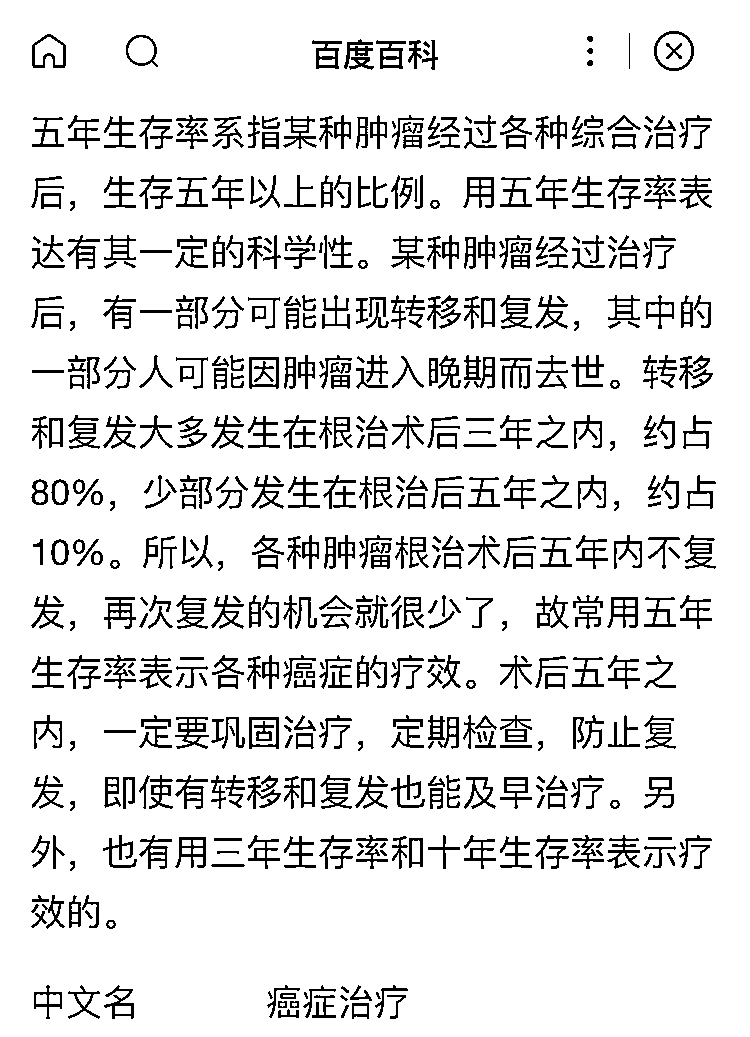 百度百科
五年生存率系指某种肿瘤经过各种综合治疗
后，生存五年以上的比例。用五年生存率表
达有其一定的科学性。某种肿瘤经过治疗
后，有一部分可能出现转移和复发，其中的
一部分人可能因肿瘤进入晚期而去世。转移
和复发大多发生在根治术后三年之内，约占
80%，少部分发生在根治后五年之内，约占
10%。所以，各种肿瘤根治术后五年内不复
发，再次复发的机会就很少了，故常用五年
生存率表示各种癌症的疗效。术后五年之
内，一定要巩固治疗，定期检查，防止复
发，即使有转移和复发也能及早治疗。另
外，也有用三年生存率和十年生存率表示疗
效的。
中文名 癌症治疗